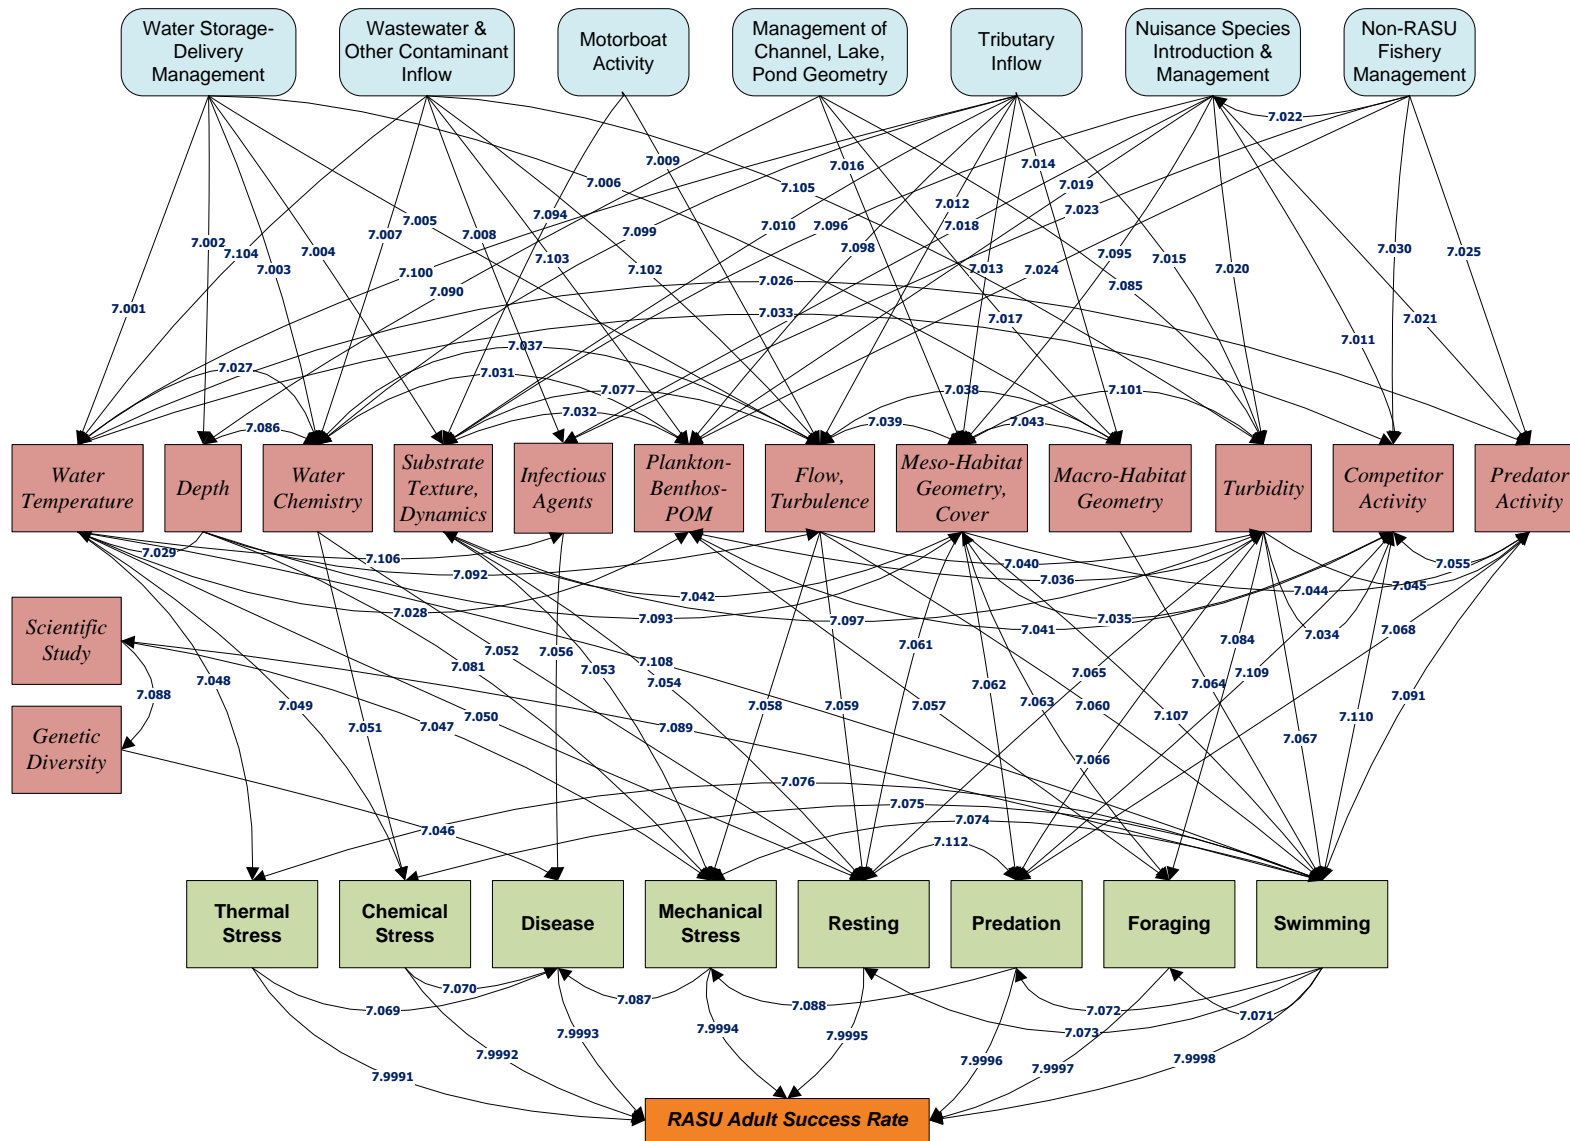 Water Storage-
Delivery
Management
Wastewater &
Other Contaminant
Inflow
Motorboat
Activity
Management of
Channel, Lake,
Pond Geometry
Tributary
Inflow
Nuisance Species
Introduction &
Management
Non-RASU
Fishery
Management
7.022
7.009
7.016
7.014
7.006
7.105
7.019
7.012
7.023
7.094
7.005
7.010
7.096
7.018
7.007
7.008
7.099
7.002
7.098
7.030
7.004
7.104
7.103
7.095
7.025
7.015
7.003
7.100
7.102
7.013
7.024
7.020
7.026
7.085
7.090
7.001
7.033
7.017
7.021
7.011
7.037
7.027
7.031
7.077
7.038
7.101
7.032
7.039
7.043
7.086
Water
Temperature
Depth
Water
Chemistry
Substrate
Texture,
Dynamics
Infectious
Agents
Plankton-
Benthos-
POM
Flow,
Turbulence
Meso-Habitat
Geometry,
Cover
Macro-Habitat
Geometry
Turbidity
Competitor
Activity
Predator
Activity
7.029
7.106
7.092
7.040
7.036
7.055
7.044
7.045
7.042
7.028
7.093
7.097
7.035
7.041
7.034
7.068
Scientific
Study
7.088
Genetic
Diversity
7.061
7.084
7.052
7.056
7.108
7.081
7.053
7.054
7.065
7.109
7.048
7.062
7.064
7.091
7.049
7.063
7.050
7.058
7.059
7.057
7.060
7.107
7.110
7.051
7.047
7.089
7.067
7.066
7.076
7.075
7.074
7.046
7.112
Thermal
Stress
Chemical
Stress
Disease
Mechanical
Stress
Resting
Predation
Foraging
Swimming
7.070
7.087
7.069
7.088
7.072
7.071
7.073
7.9993
7.9994
7.9995
7.9992
7.9996
7.9997
7.9998
7.9991
RASU Adult Success Rate